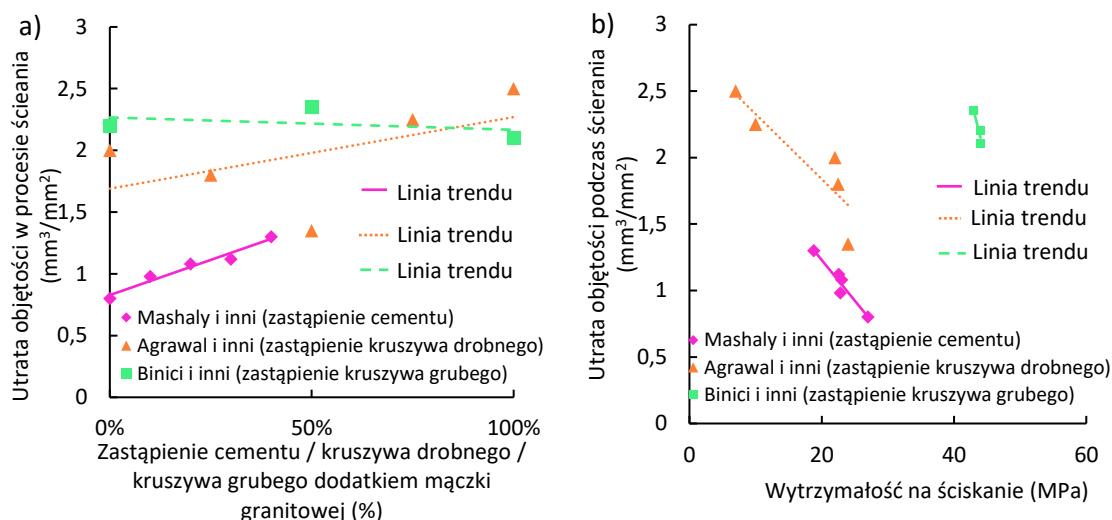 a)
Utrata objętości w procesie ścieania
(mm³/mm²)
3
2,5
2
1,5
1
0,5
0
Linia trendu
Linia trendu
Linia trendu
Mashaly i inni (zastąpienie cementu)
Agrawal i inni (zastąpienie kruszywa drobnego)
Binici i inni (zastąpienie kruszywa grubego)
0% 50% 100%
Zastąpienie cementu / kruszywa drobnego /
kruszywa grubego dodatkiem mączki
granitowej (%)
b)
Utrata objętości podczas ścierania
(mm³/mm²)
3
2,5
2
1,5
1
0,5
0
Linia trendu
Linia trendu
Linia trendu
Mashaly i inni (zastąpienie cementu)
Agrawal i inni (zastąpienie kruszywa drobnego)
Binici i inni (zastąpienie kruszywa grubego)
0 20 40 60
Wytrzymałość na ściskanie (MPa)